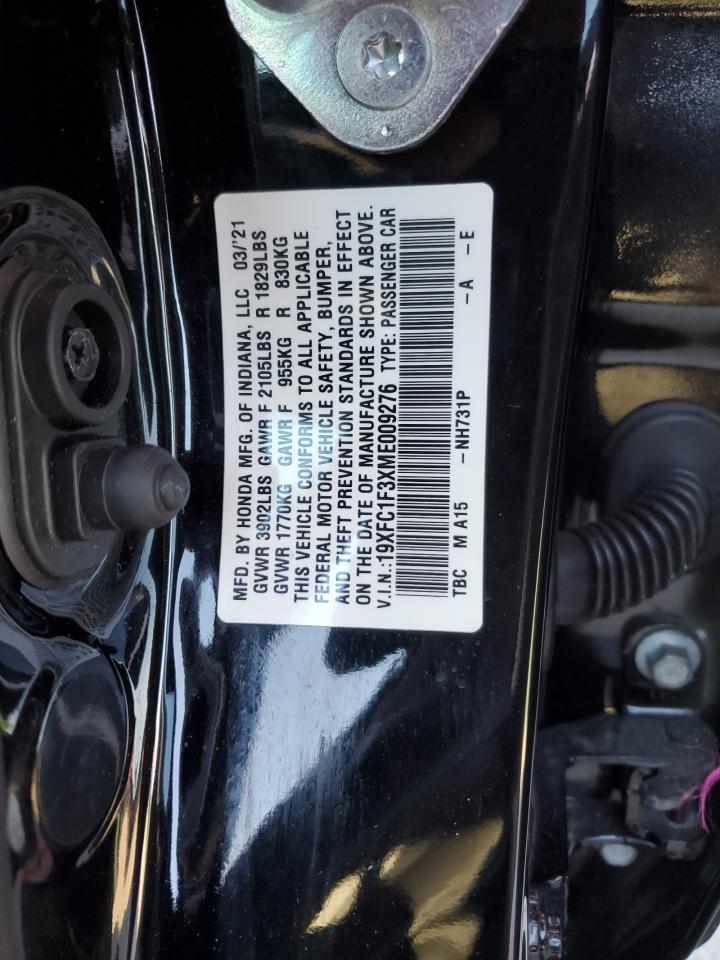 MFD. BY HONDA MFG. OF INDIANA, LLC 03/'21
GVWR 3902LBS GAWR F 2105LBS R 1829LBS
GVWR 1770KG GAWR F 955KG R 830KG
THIS VEHICLE CONFORMS TO ALL APPLICABLE
FEDERAL MOTOR VEHICLE SAFETY, BUMPER,
AND THEFT PREVENTION STANDARDS IN EFFECT
ON THE DATE OF MANUFACTURE SHOWN ABOVE.
V.I.N.:19XFC1F3XME009276 TYPE: PASSENGER CAR
TBC M A15 -NH731P -A -E